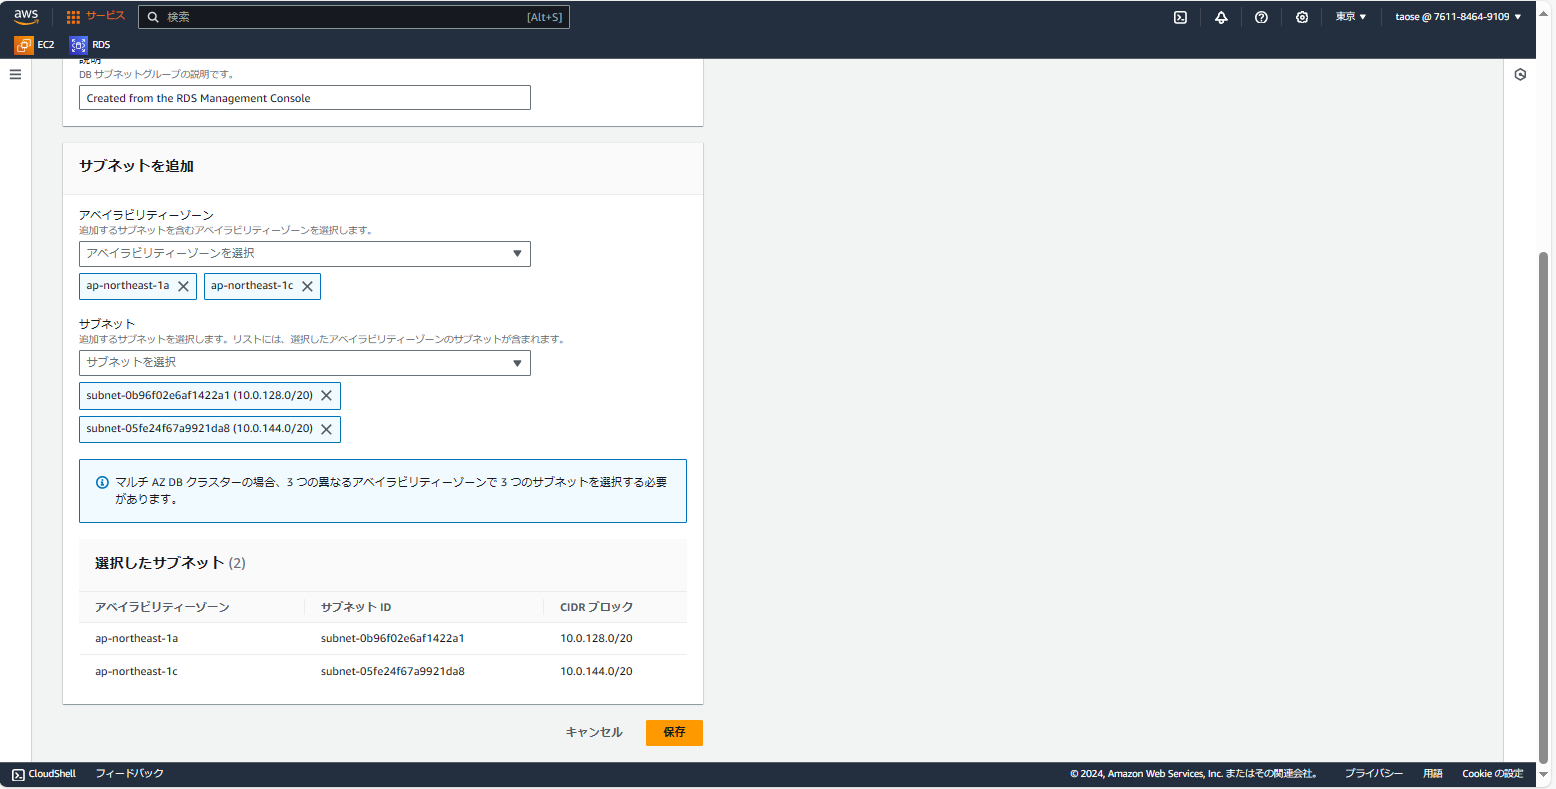 aws
サービス
検索
[Alt+S]
東京 ▼
taose @ 7611-8464-9109 ▼
EC2
RDS
説明
DB サブネットグループの説明です。
Created from the RDS Management Console
サブネットを追加
アベイラビリティーゾーン
追加するサブネットを含むアベイラビリティーゾーンを選択します。
アベイラビリティーゾーンを選択
ap-northeast-1a
ap-northeast-1c
サブネット
追加するサブネットを選択します。リストには、選択したアベイラビリティーゾーンのサブネットが含まれます。
サブネットを選択
subnet-0b96f02e6af1422a1 (10.0.128.0/20)
subnet-05fe24f67a9921da8 (10.0.144.0/20)
マルチ AZ DB クラスターの場合、3 つの異なるアベイラビリティーゾーンで 3 つのサブネットを選択する必要
があります。
選択したサブネット (2)
アベイラビリティーゾーン
サブネット ID
CIDR ブロック
ap-northeast-1a
subnet-0b96f02e6af1422a1
10.0.128.0/20
ap-northeast-1c
subnet-05fe24f67a9921da8
10.0.144.0/20
キャンセル
保存
CloudShell
フィードバック
© 2024, Amazon Web Services, Inc. またはその関連会社。
プライバシー
用語
Cookie の設定